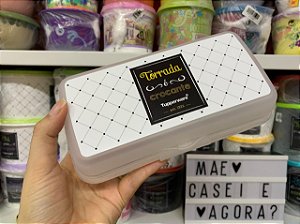 Torrada
crocante
Tupperware
MAE♥
CASEI E
♥AGORA?